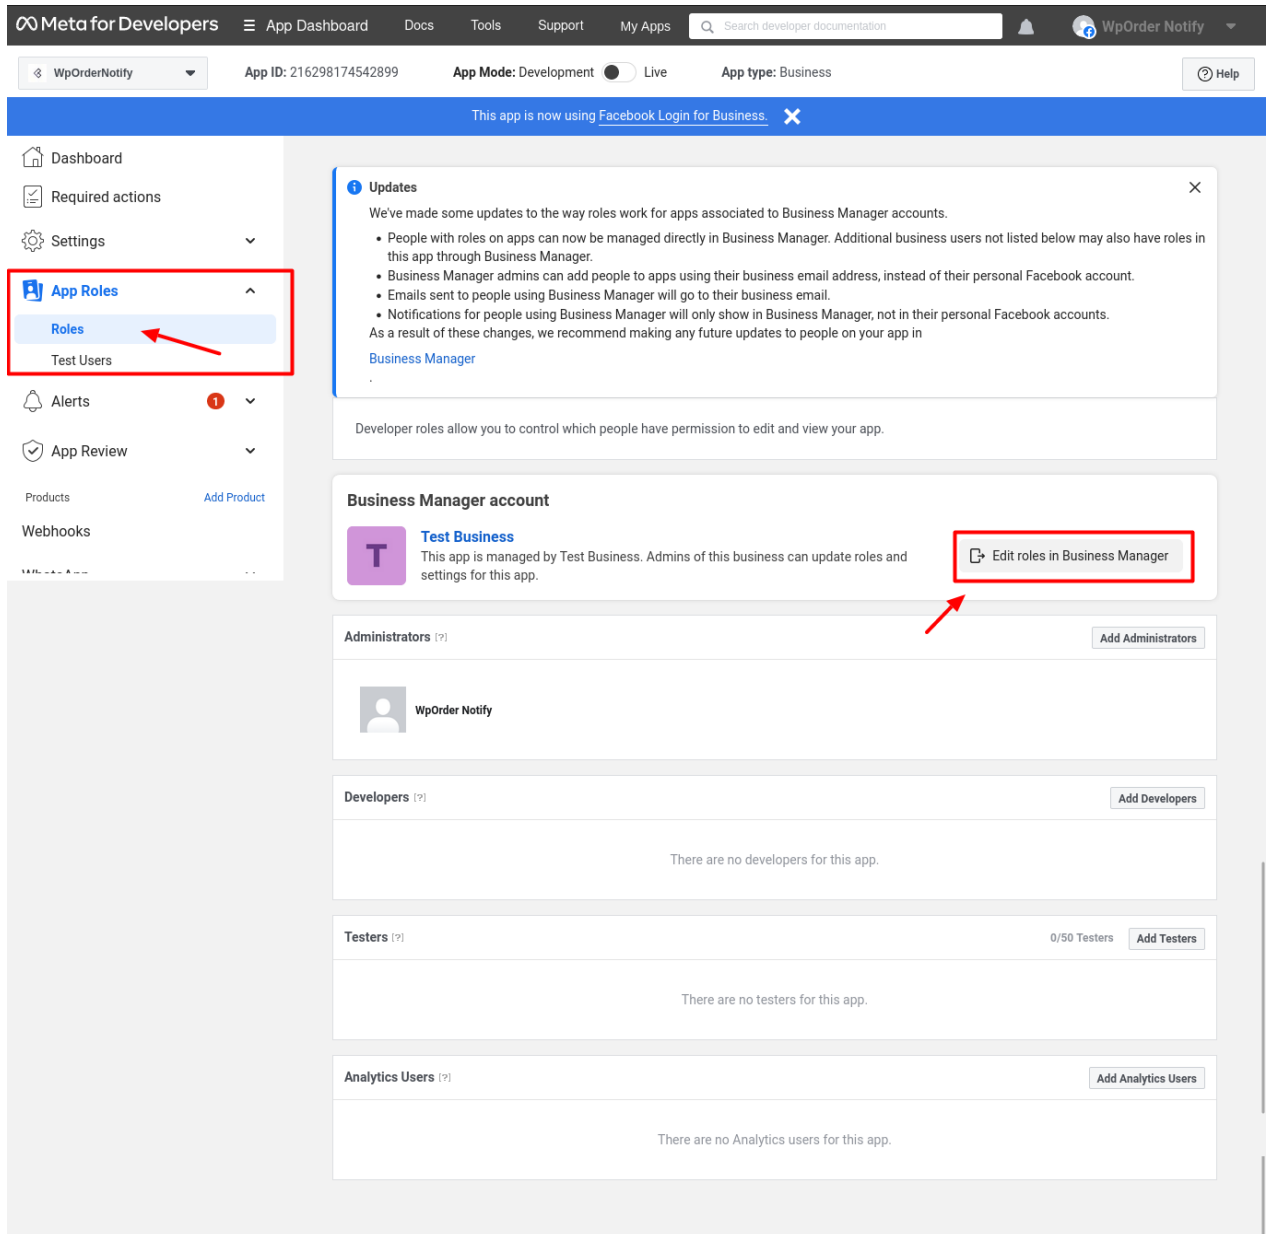 Meta for Developers
App Dashboard
Docs
Tools
Support
My Apps
Search developer documentation
WpOrder Notify
WpOrderNotify
App ID: 216298174542899
App Mode: Development
Live
App type: Business
Help
This app is now using Facebook Login for Business.
Dashboard
Required actions
Settings
App Roles
Roles
Test Users
Alerts
1
App Review
Products
Add Product
Webhooks
Updates
We've made some updates to the way roles work for apps associated to Business Manager accounts.
• People with roles on apps can now be managed directly in Business Manager. Additional business users not listed below may also have roles in
this app through Business Manager.
• Business Manager admins can add people to apps using their business email address, instead of their personal Facebook account.
• Emails sent to people using Business Manager will go to their business email.
• Notifications for people using Business Manager will only show in Business Manager, not in their personal Facebook accounts.
As a result of these changes, we recommend making any future updates to people on your app in
Business Manager
.
Developer roles allow you to control which people have permission to edit and view your app.
Business Manager account
T
Test Business
This app is managed by Test Business. Admins of this business can update roles and
settings for this app.
Edit roles in Business Manager
Administrators [?]
Add Administrators
WpOrder Notify
Developers [?]
Add Developers
There are no developers for this app.
Testers [?]
0/50 Testers
Add Testers
There are no testers for this app.
Analytics Users [?]
Add Analytics Users
There are no Analytics users for this app.